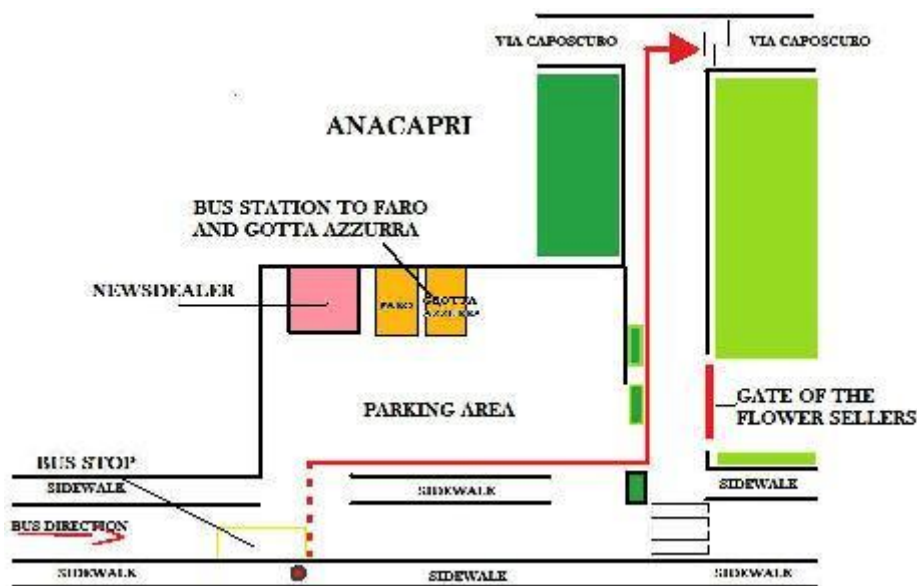 VIA CAPOSCURO
VIA CAPOSCURO
ANACAPRI
BUS STATION TO FARO
AND GOTTA AZZURRA
NEWSDEALER
FARO
GROTTA
AZZURRA
PARKING AREA
GATE OF THE
FLOWER SELLERS
BUS STOP
SIDEWALK
SIDEWALK
SIDEWALK
BUS DIRECTION
SIDEWALK
SIDEWALK
SIDEWALK